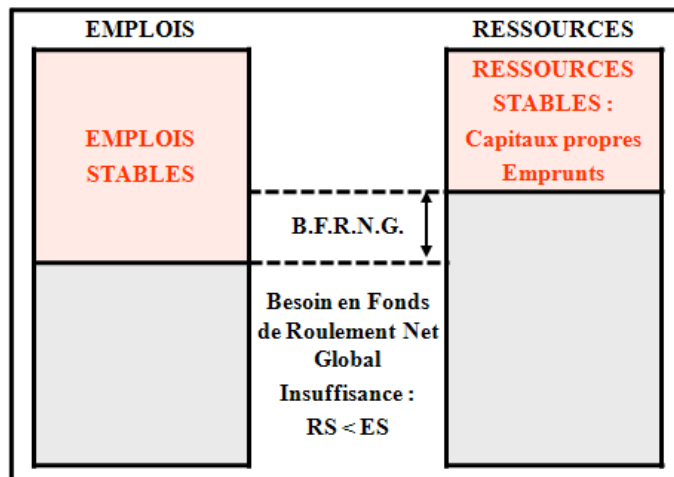 EMPLOIS
RESSOURCES
EMPLOIS
STABLES
RESSOURCES
STABLES :
Capitaux propres
Emprunts
B.F.R.N.G.
Besoin en Fonds
de Roulement Net
Global
Insuffisance :
RS < ES